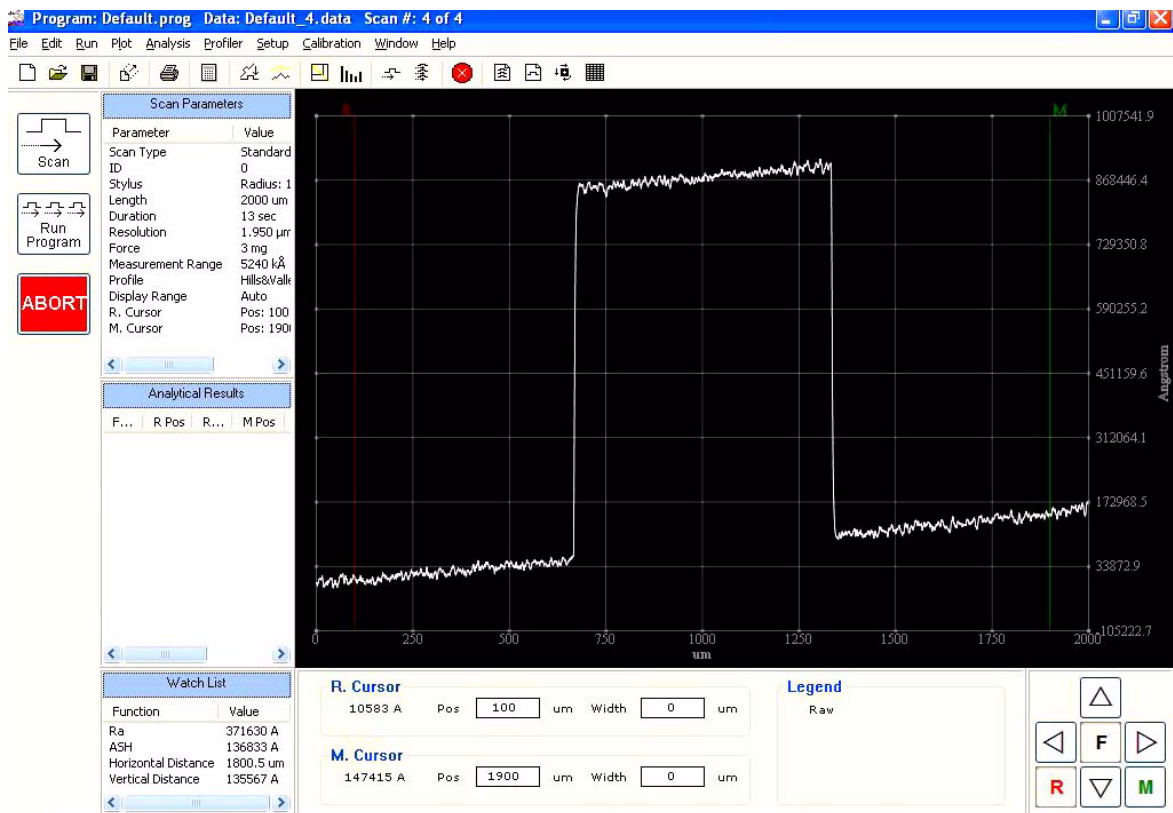 Program: Default.prog Data: Default_4.data Scan #: 4 of 4
File Edit Run Plot Analysis Profiler Setup Calibration Window Help
Scan
Run
Program
ABORT
Scan Parameters
Parameter Value
Scan Type Standard
ID 0
Stylus Radius: 1
Length 2000 um
Duration 13 sec
Resolution 1.950 µm
Force 3 mg
Measurement Range 5240 kÅ
Profile Hills&Valle
Display Range Auto
R. Cursor Pos: 100
M. Cursor Pos: 190
Analytical Results
F... R Pos R... M Pos
Watch List
Function Value
Ra 371630 A
ASH 136833 A
Horizontal Distance 1800.5 um
Vertical Distance 135567 A
R M
1007541.9
868446.4
729350.8
590255.2
451159.6
312064.1
172968.5
33872.9
-105222.7
Angstrom
0 250 500 750 1000 1250 1500 1750 2000
um
R. Cursor
10583 A Pos 100 um Width 0 um
M. Cursor
147415 A Pos 1900 um Width 0 um
Legend
Raw
F
R M